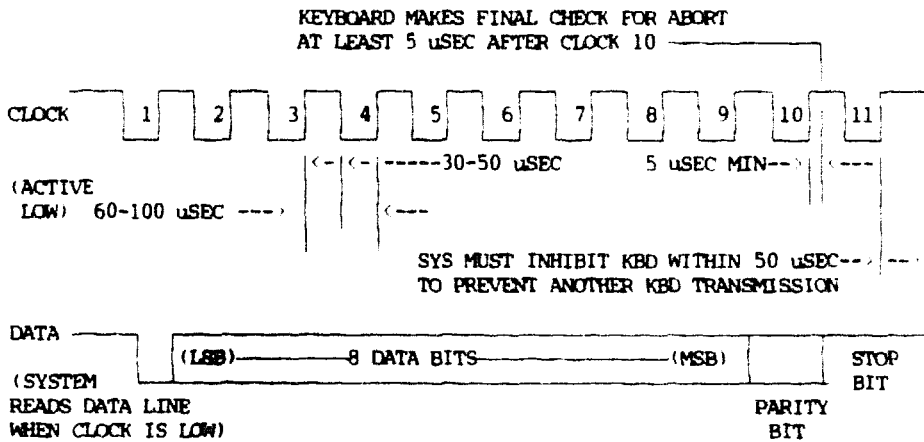 KEYBOARD MAKES FINAL CHECK FOR ABORT
AT LEAST 5 uSEC AFTER CLOCK 10
CLOCK 1 2 3 4 5 6 7 8 9 10 11
30-50 uSEC 5 uSEC MIN
(ACTIVE
LOW) 60-100 uSEC
SYS MUST INHIBIT KBD WITHIN 50 uSEC
TO PREVENT ANOTHER KBD TRANSMISSION
DATA
(LSB) 8 DATA BITS (MSB) STOP
BIT
(SYSTEM
READS DATA LINE
WHEN CLOCK IS LOW)
PARITY
BIT